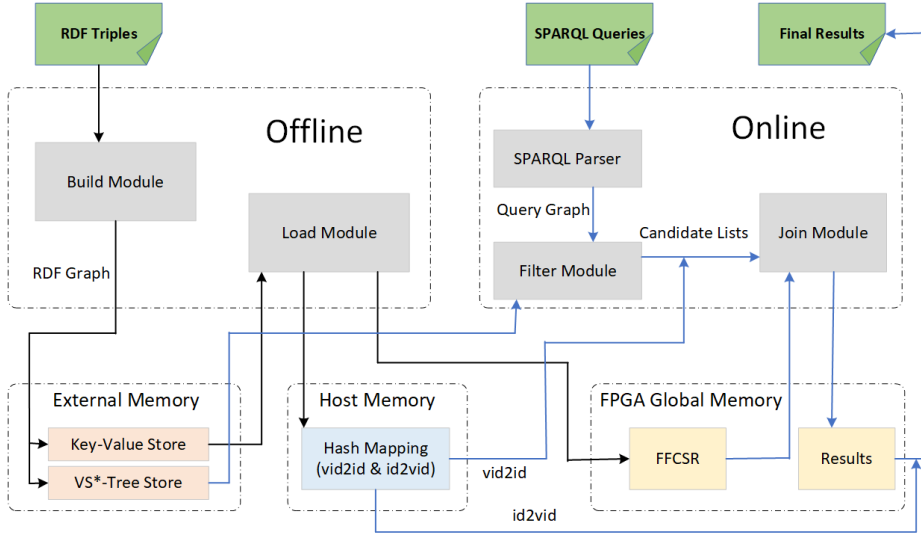 RDF Triples
SPARQL Queries
Final Results
Offline
Online
Build Module
SPARQL Parser
Query Graph
Load Module
Candidate Lists
Join Module
RDF Graph
Filter Module
External Memory
Host Memory
FPGA Global Memory
Key-Value Store
VS*-Tree Store
Hash Mapping
(vid2id & id2vid)
vid2id
FFCSR
Results
id2vid